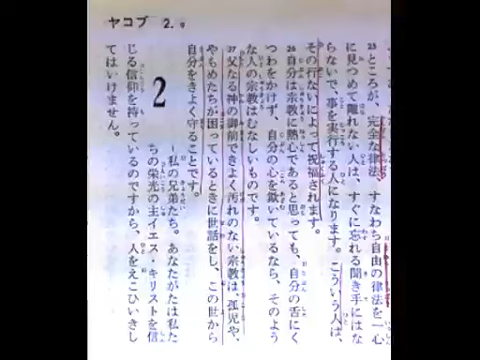 ヤコブ 2.9
25ところが、完全な律法、すなわち自由の律法を一心
に見つめて離れない人は、すぐに忘れる聞き手にはな
らないで、事を実行する人になります。こういう人は、
その行ないによって祝福されます。
26自分は宗教に熱心であると思っても、自分の舌にく
つわをかけず、自分の心を欺いているなら、そのよう
な人の宗教はむなしいものです。
27父なる神の御前できよく汚れのない宗教は、孤児や、
やもめたちが困っているときに世話をし、この世から
自分をきよく守ることです。
2
1私の兄弟たち。あなたがたは私た
ちの栄光の主イエス・キリストを信
じる信仰を持っているのですから、人をえこひいきし
てはいけません。